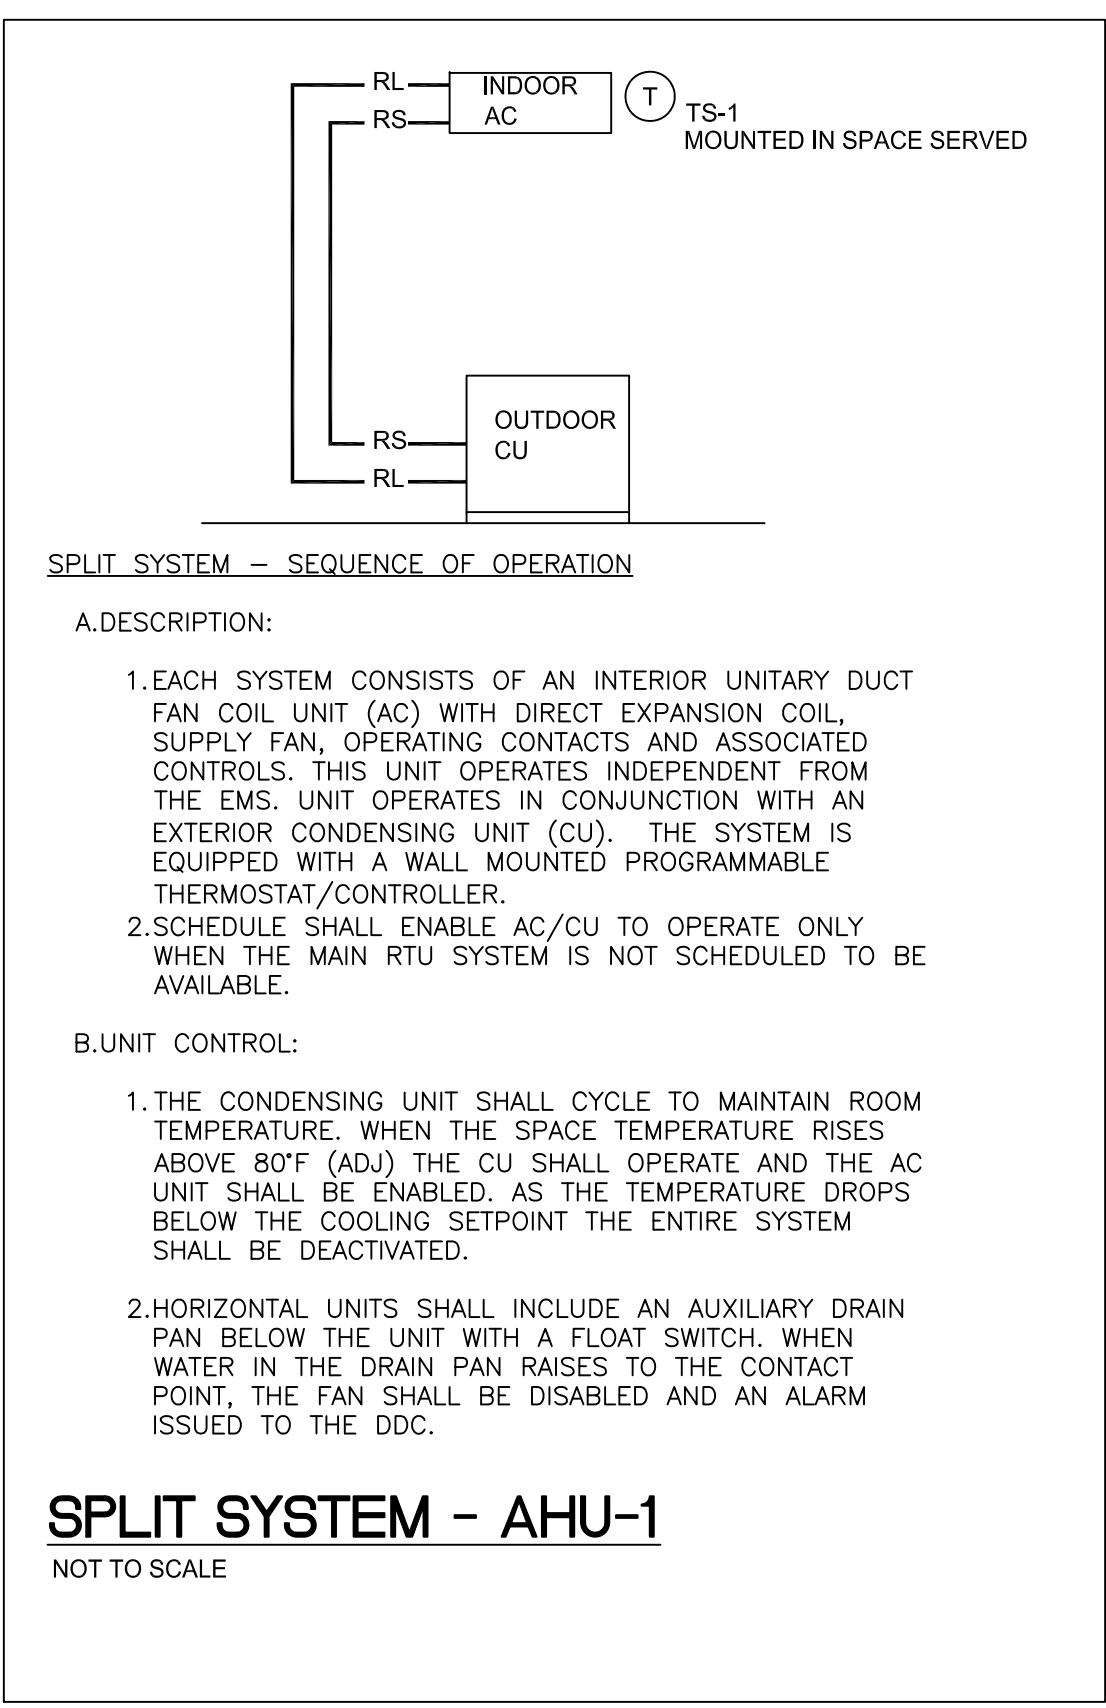 RL
INDOOR
AC
T
RS
TS-1
MOUNTED IN SPACE SERVED
OUTDOOR
CU
RS
RL
SPLIT SYSTEM – SEQUENCE OF OPERATION
A.DESCRIPTION:
1.EACH SYSTEM CONSISTS OF AN INTERIOR UNITARY DUCT
FAN COIL UNIT (AC) WITH DIRECT EXPANSION COIL,
SUPPLY FAN, OPERATING CONTACTS AND ASSOCIATED
CONTROLS. THIS UNIT OPERATES INDEPENDENT FROM
THE EMS. UNIT OPERATES IN CONJUNCTION WITH AN
EXTERIOR CONDENSING UNIT (CU). THE SYSTEM IS
EQUIPPED WITH A WALL MOUNTED PROGRAMMABLE
THERMOSTAT/CONTROLLER.
2.SCHEDULE SHALL ENABLE AC/CU TO OPERATE ONLY
WHEN THE MAIN RTU SYSTEM IS NOT SCHEDULED TO BE
AVAILABLE.
B.UNIT CONTROL:
1.THE CONDENSING UNIT SHALL CYCLE TO MAINTAIN ROOM
TEMPERATURE. WHEN THE SPACE TEMPERATURE RISES
ABOVE 80°F (ADJ) THE CU SHALL OPERATE AND THE AC
UNIT SHALL BE ENABLED. AS THE TEMPERATURE DROPS
BELOW THE COOLING SETPOINT THE ENTIRE SYSTEM
SHALL BE DEACTIVATED.
2.HORIZONTAL UNITS SHALL INCLUDE AN AUXILIARY DRAIN
PAN BELOW THE UNIT WITH A FLOAT SWITCH. WHEN
WATER IN THE DRAIN PAN RAISES TO THE CONTACT
POINT, THE FAN SHALL BE DISABLED AND AN ALARM
ISSUED TO THE DDC.
SPLIT SYSTEM - AHU-1
NOT TO SCALE